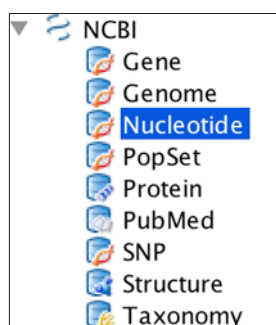 NCBI
Gene
Genome
Nucleotide
PopSet
Protein
PubMed
SNP
Structure
Taxonomy